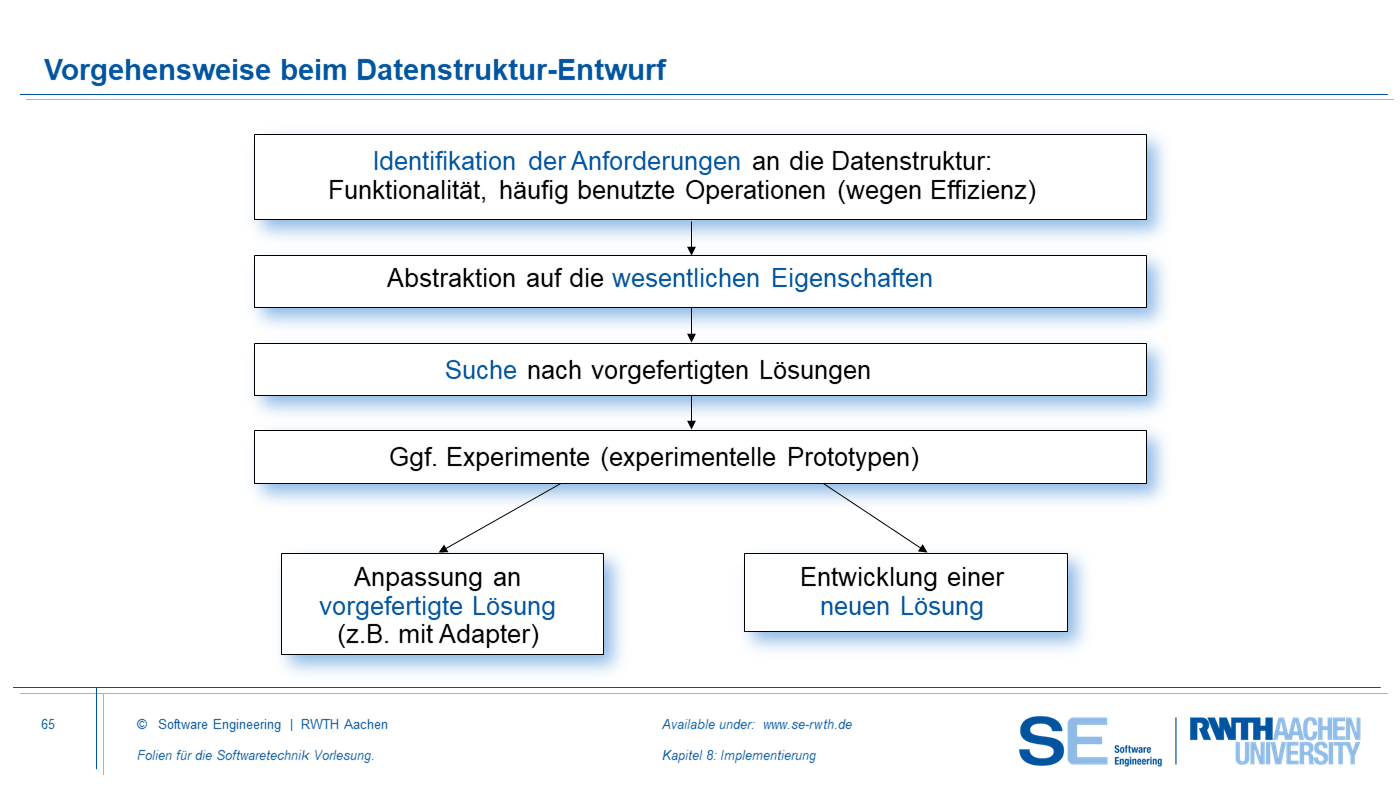 Vorgehensweise beim Datenstruktur-Entwurf
Identifikation der Anforderungen an die Datenstruktur:
Funktionalität, häufig benutzte Operationen (wegen Effizienz)
Abstraktion auf die wesentlichen Eigenschaften
Suche nach vorgefertigten Lösungen
Ggf. Experimente (experimentelle Prototypen)
Anpassung an
vorgefertigte Lösung
(z.B. mit Adapter)
Entwicklung einer
neuen Lösung
65
© Software Engineering | RWTH Aachen
Folien für die Softwaretechnik Vorlesung.
Available under: www.se-rwth.de
Kapitel 8: Implementierung
SE Software
Engineering
RWTHAACHEN
UNIVERSITY